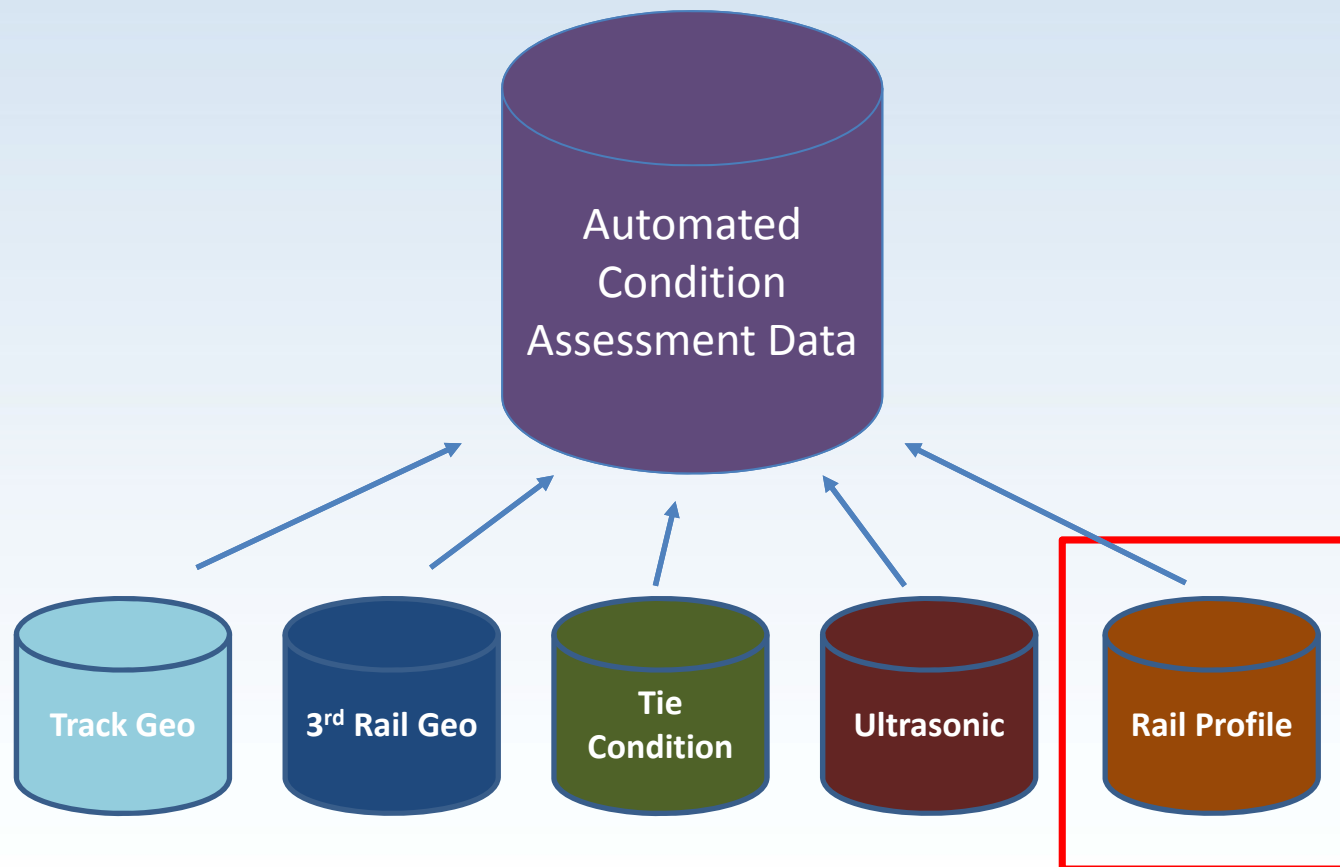 Automated
Condition
Assessment Data
Track Geo
3rd Rail Geo
Tie
Condition
Ultrasonic
Rail Profile